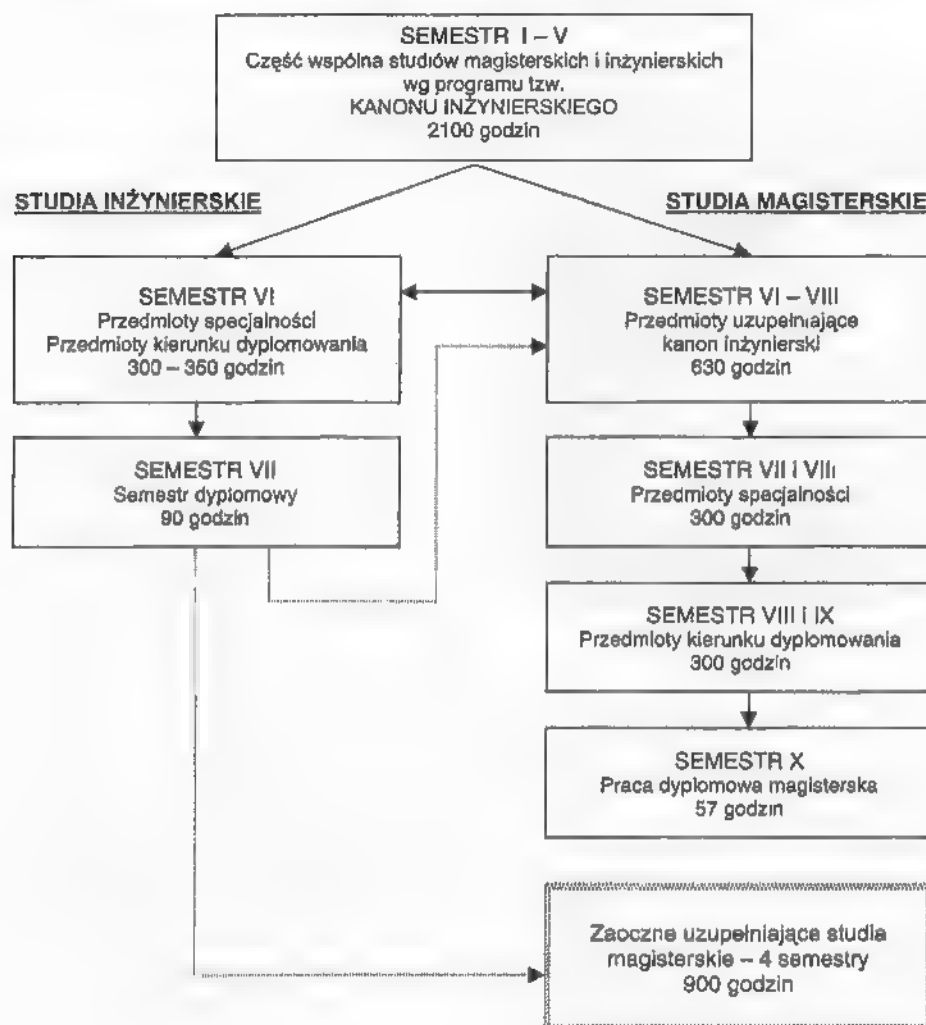 SEMESTR I – V
Część wspólna studiów magisterskich i inżynierskich
wg programu tzw.
KANONU INŻYNIERSKIEGO
2100 godzin
STUDIA INŻYNIERSKIE
STUDIA MAGISTERSKIE
SEMESTR VI
Przedmioty specjalności
Przedmioty kierunku dyplomowania
300 – 350 godzin
SEMESTR VI – VIII
Przedmioty uzupełniające
kanon inżynierski
630 godzin
SEMESTR VII
Semestr dyplomowy
90 godzin
SEMESTR VII i VIII
Przedmioty specjalności
300 godzin
SEMESTR VIII i IX
Przedmioty kierunku dyplomowania
300 godzin
SEMESTR X
Praca dyplomowa magisterska
57 godzin
Zaoczne uzupełniające studia
magisterskie – 4 semestry
900 godzin